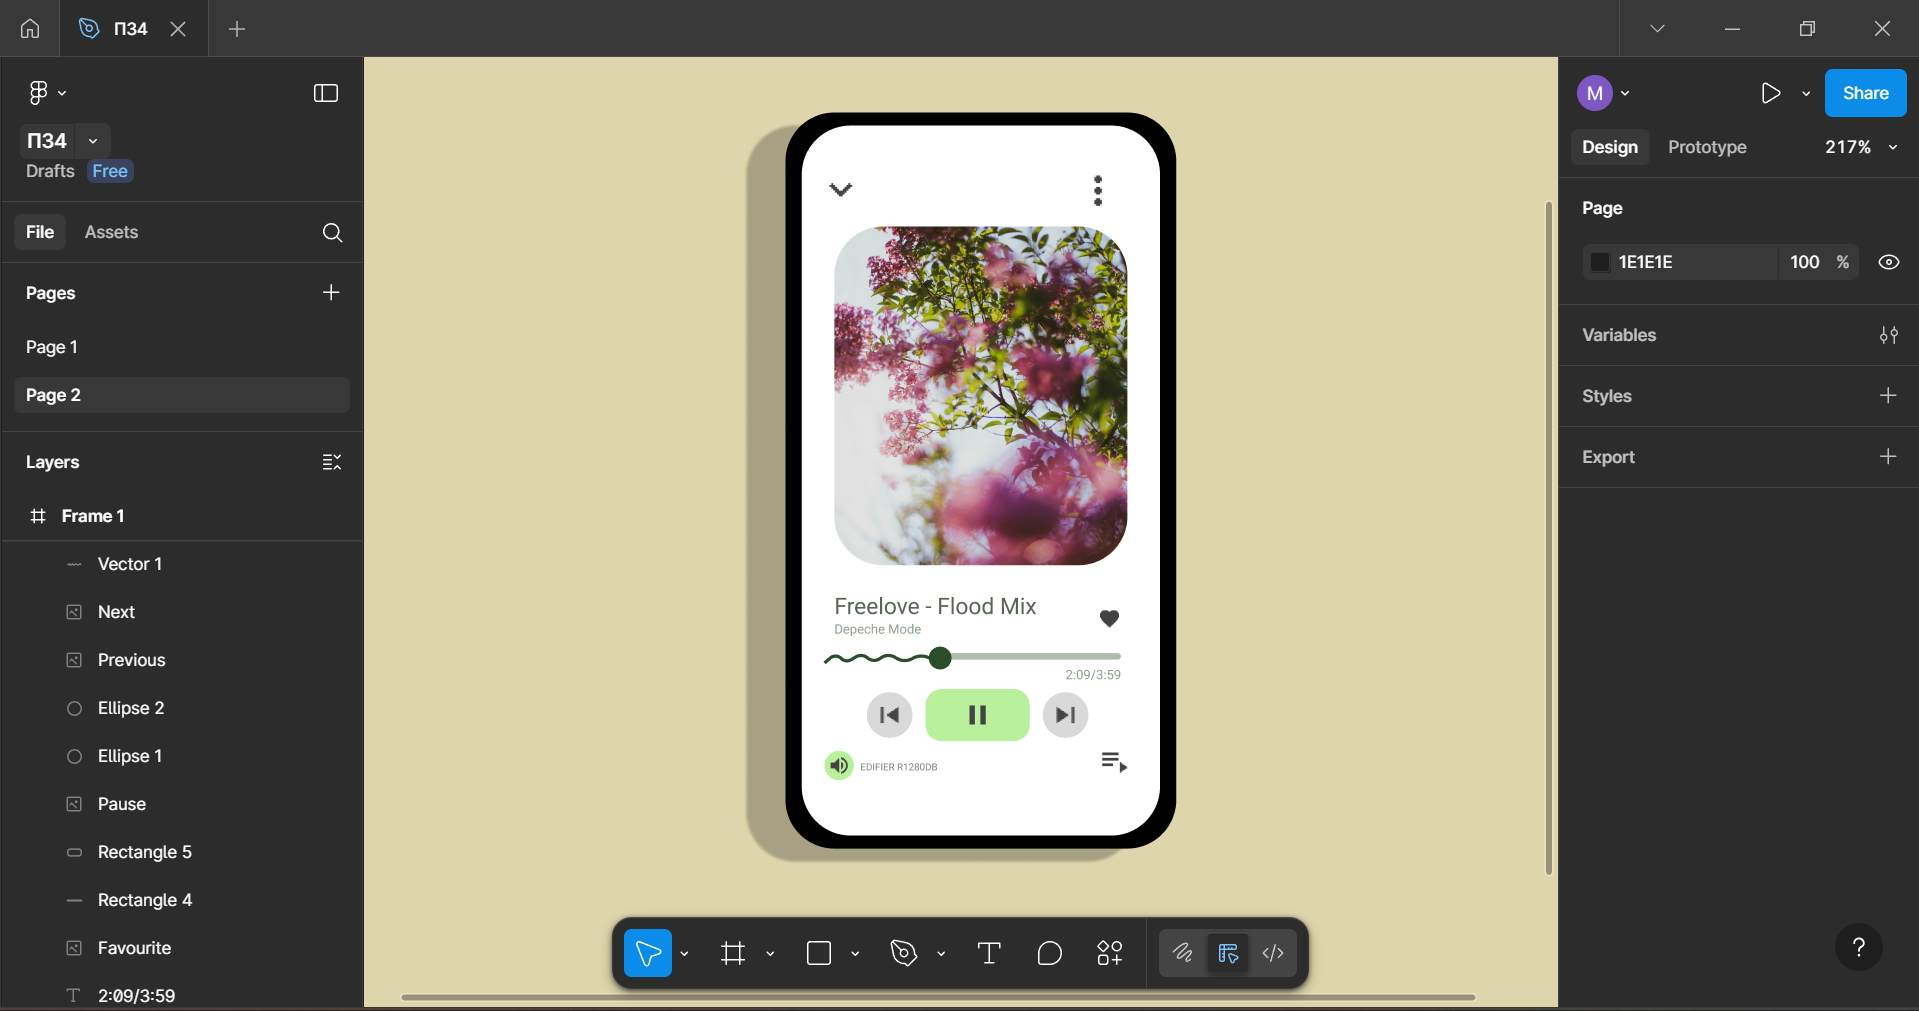 П34
П34
Drafts Free
File Assets
Pages
Page 1
Page 2
Layers
Frame 1
Vector 1
Next
Previous
Ellipse 2
Ellipse 1
Pause
Rectangle 5
Rectangle 4
Favourite
2:09/3:59
Freelove - Flood Mix
Depeche Mode
2:09/3:59
EDIFIER R1280DB
M
Share
Design Prototype 217%
Page
1E1E1E 100 %
Variables
Styles
Export
?